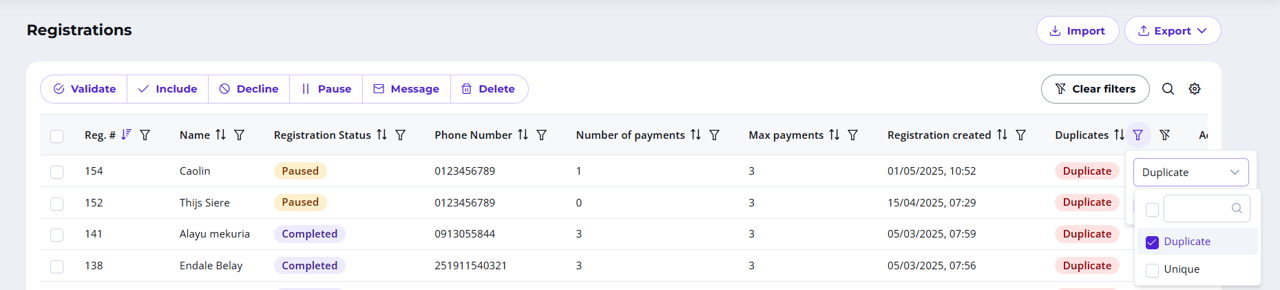 Registrations Import Export
Validate Include Decline Pause Message Delete Clear filters
Reg. # Name Registration Status Phone Number Number of payments Max payments Registration created Duplicates
154 Caolin Paused 0123456789 1 3 01/05/2025, 10:52 Duplicate Duplicate
152 Thijs Siere Paused 0123456789 0 3 15/04/2025, 07:29 Duplicate
141 Alayu mekuria Completed 0913055844 3 3 05/03/2025, 07:59 Duplicate Duplicate
138 Endale Belay Completed 251911540321 3 3 05/03/2025, 07:56 Duplicate Unique